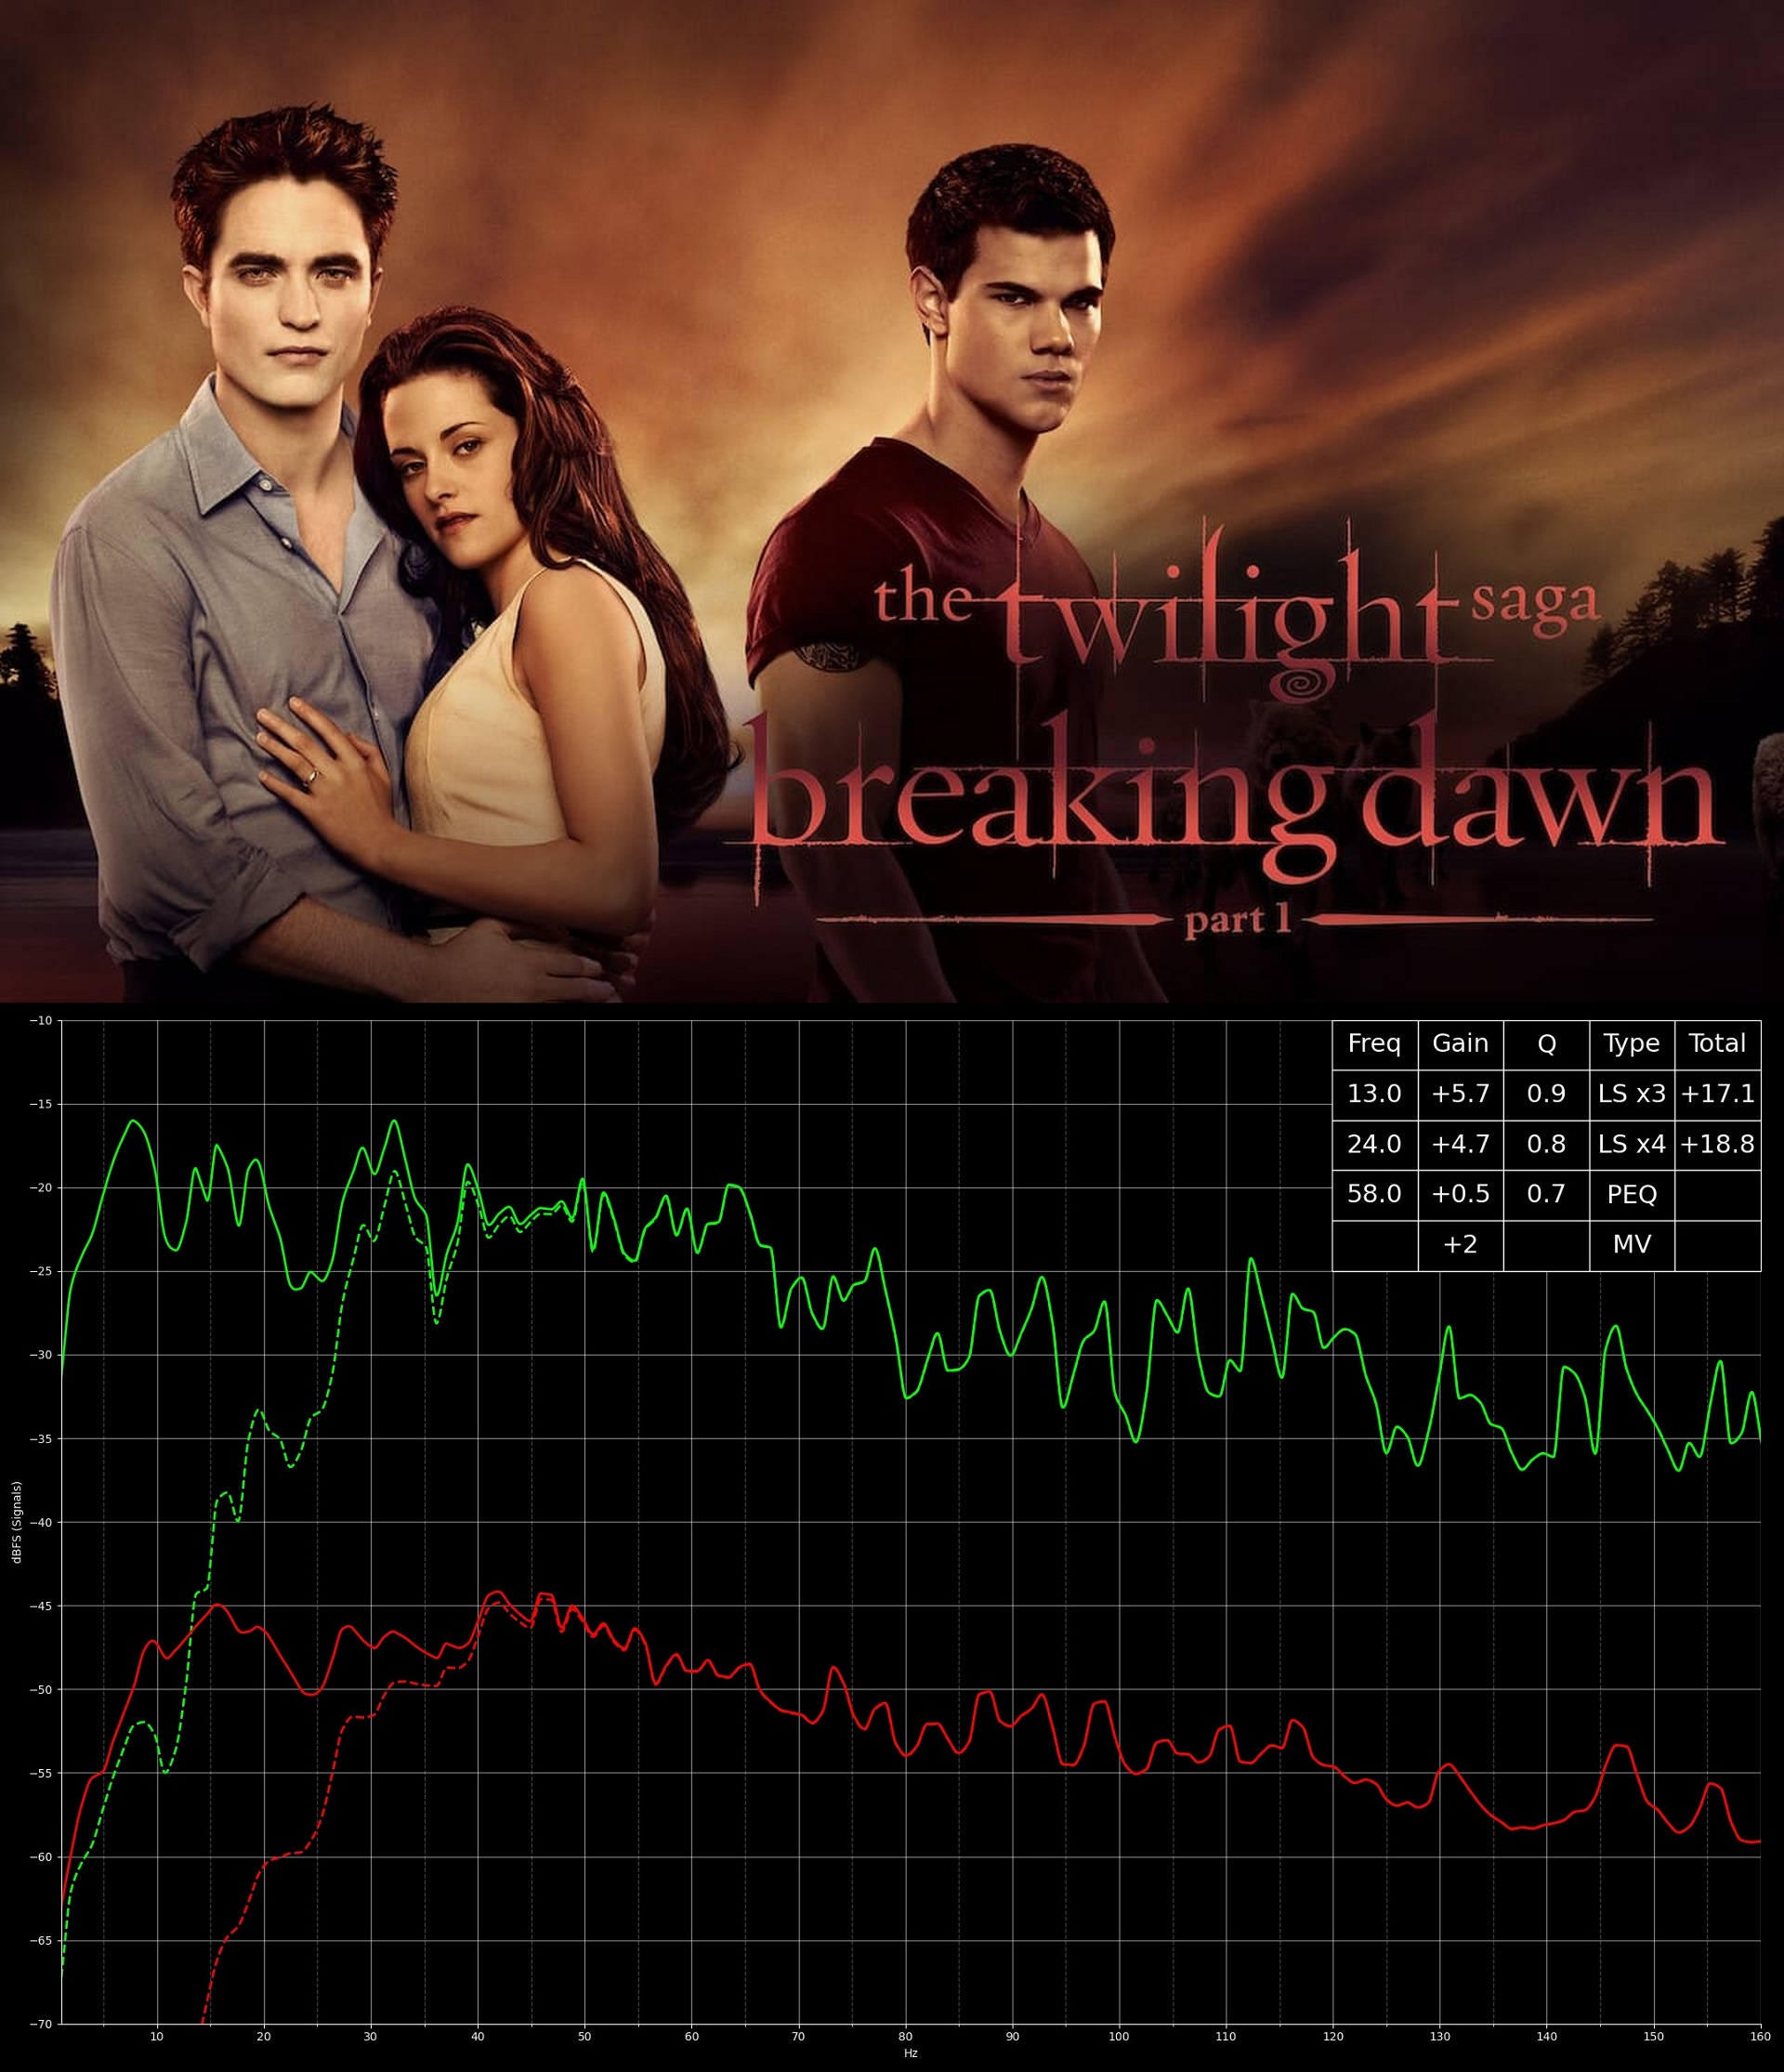 the twilight saga
breaking dawn
part 1
Freq Gain Q Type Total
13.0 +5.7 0.9 LS x3 +17.1
24.0 +4.7 0.8 LS x4 +18.8
58.0 +0.5 0.7 PEQ
+2 MV
−10
−15
−20
−25
−30
−35
−40
−45
−50
−55
−60
−65
−70
dBFS (Signals)
10 20 30 40 50 60 70 80 90 100 110 120 130 140 150 160
Hz